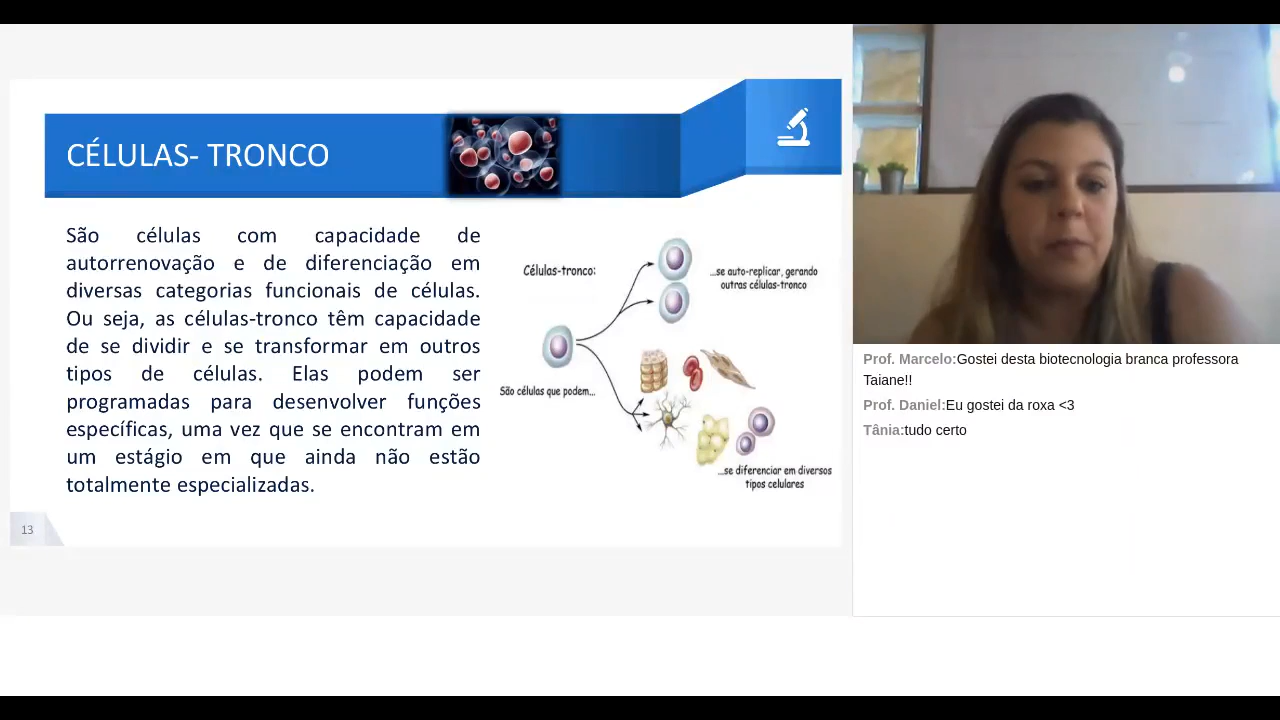 CÉLULAS- TRONCO
São células com capacidade de
autorrenovação e de diferenciação em
diversas categorias funcionais de células.
Ou seja, as células-tronco têm capacidade
de se dividir e se transformar em outros
tipos de células. Elas podem ser
programadas para desenvolver funções
específicas, uma vez que se encontram em
um estágio em que ainda não estão
totalmente especializadas.
Células-tronco:
...se auto-replicar, gerando
outras células-tronco
São células que podem...
...se diferenciar em diversos
tipos celulares
13
Prof. Marcelo:Gostei desta biotecnologia branca professora
Taiane!!
Prof. Daniel:Eu gostei da roxa <3
Tânia:tudo certo